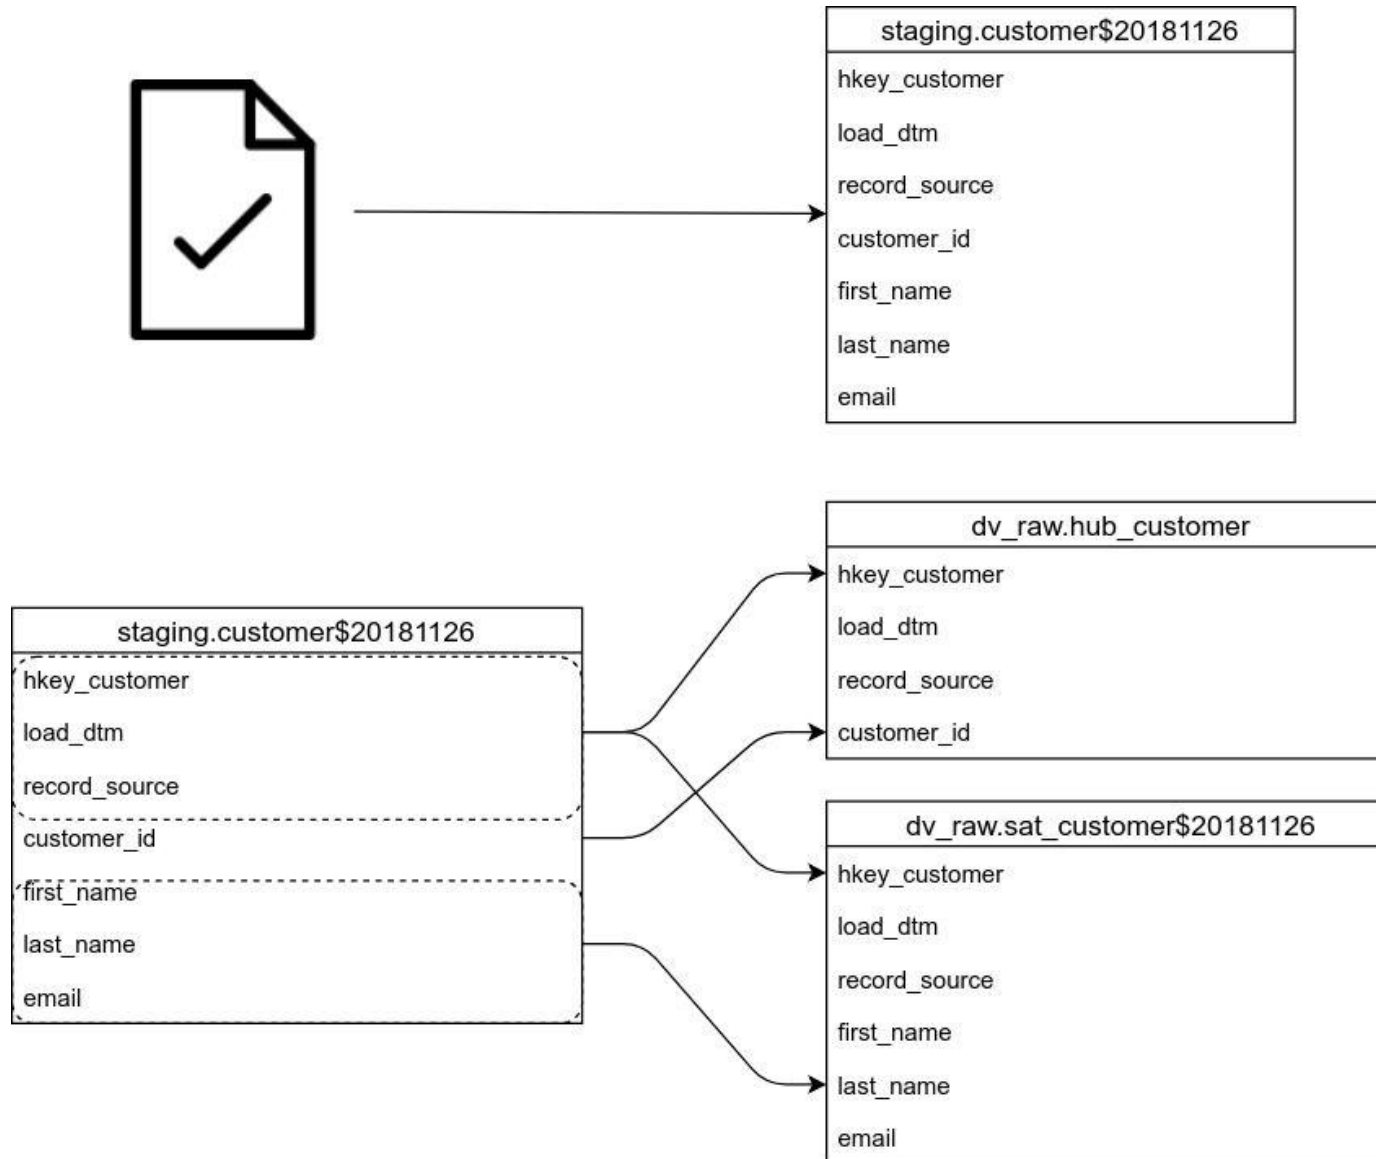 staging.customer$20181126
hkey_customer
load_dtm
record_source
customer_id
first_name
last_name
email
staging.customer$20181126
hkey_customer
load_dtm
record_source
customer_id
first_name
last_name
email
dv_raw.hub_customer
hkey_customer
load_dtm
record_source
customer_id
dv_raw.sat_customer$20181126
hkey_customer
load_dtm
record_source
first_name
last_name
email